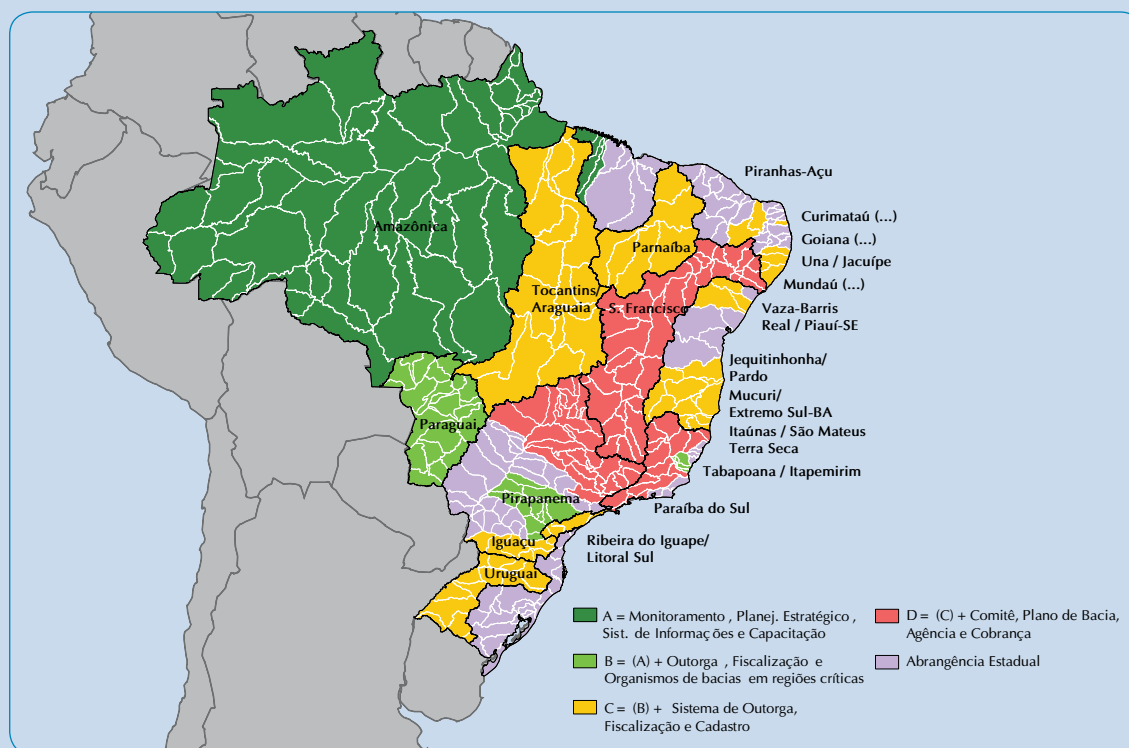 Piranhas-Açu
Curimataú (...)
Goiana (...)
Una / Jacuípe
Mundaú (...)
Vaza-Barris
Real / Piauí-SE
Jequitinhonha/
Pardo
Mucuri/
Extremo Sul-BA
Itaúnas / São Mateus
Terra Seca
Tabapoana / Itapemirim
Paraíba do Sul
Ribeira do Iguape/
Litoral Sul
Amazônica
Parnaíba
Tocantins/
Araguaia
S. Francisco
Paraguai
Pirapanema
Iguaçu
Uruguai
A = Monitoramento , Planej. Estratégico ,
Sist. de Informações e Capacitação
B = (A) + Outorga , Fiscalização e
Organismos de bacias em regiões críticas
C = (B) + Sistema de Outorga,
Fiscalização e Cadastro
D = (C) + Comitê, Plano de Bacia,
Agência e Cobrança
Abrangência Estadual